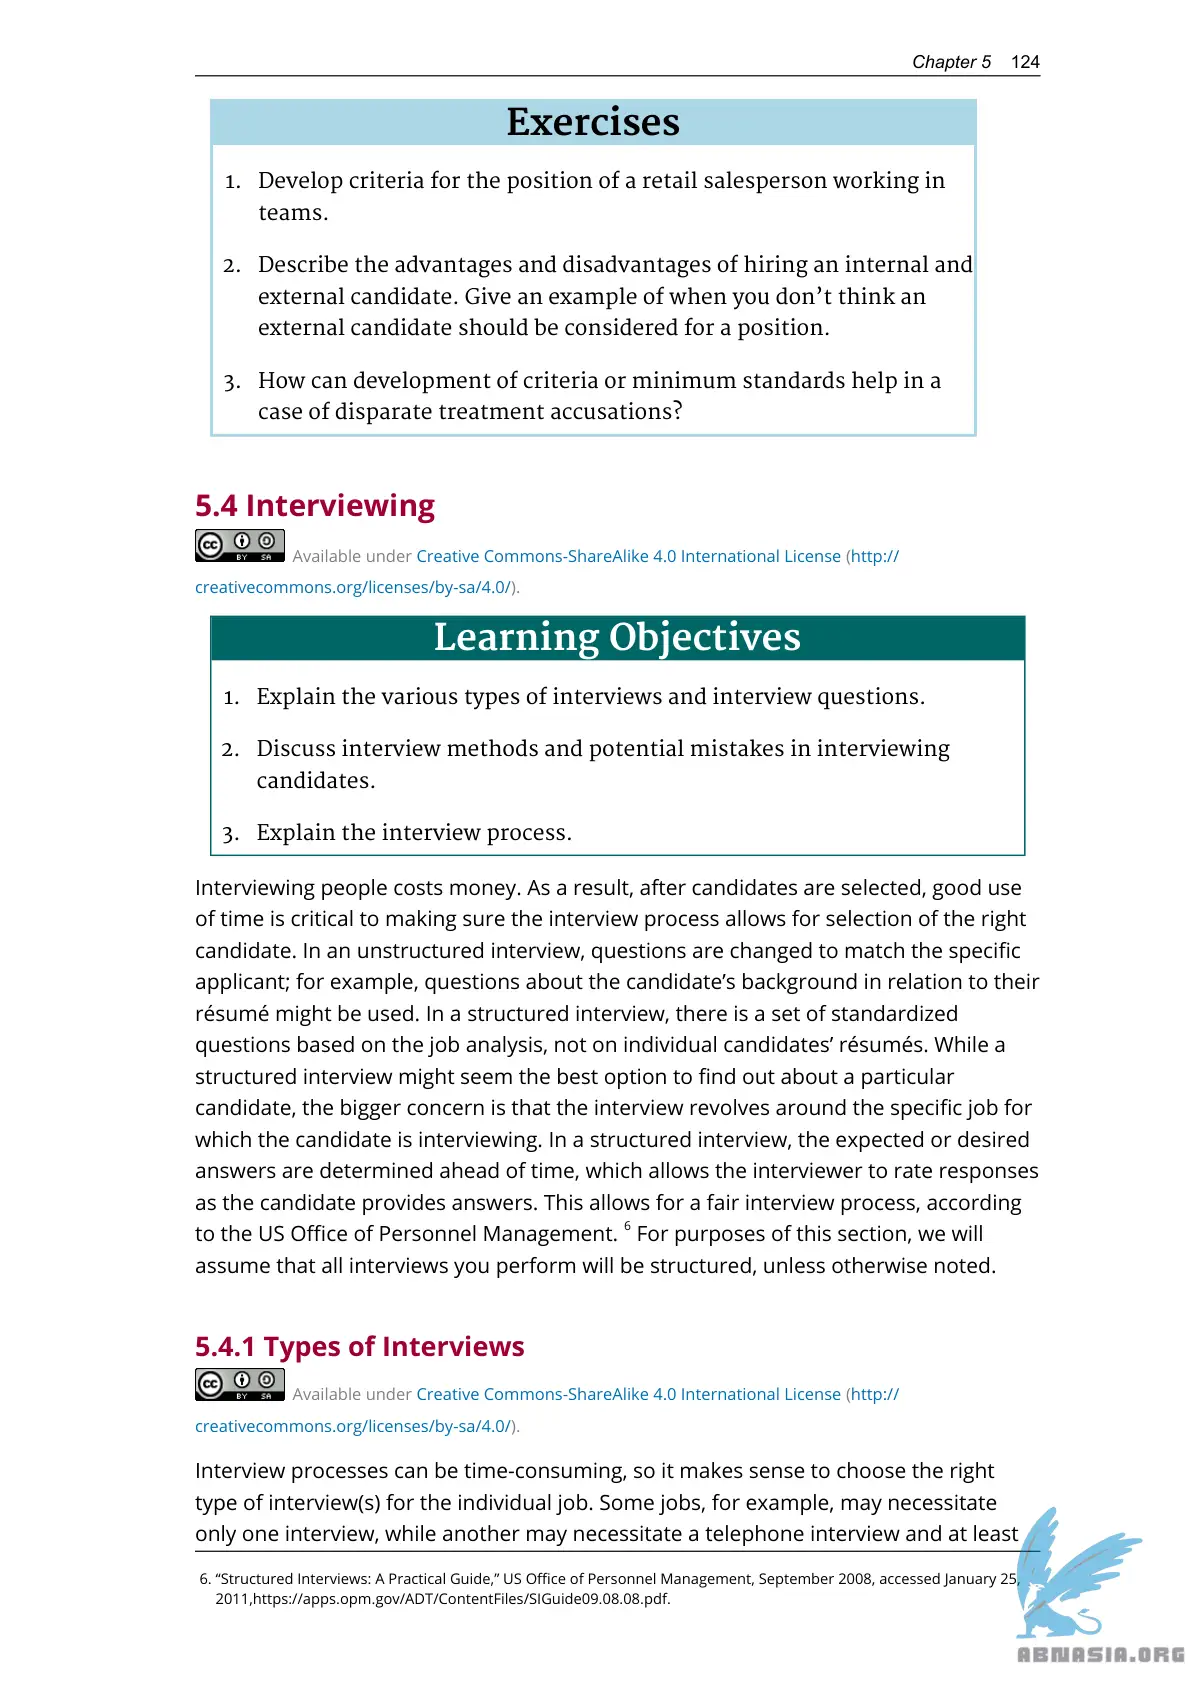 Chapter 5 124
Exercises
1. Develop criteria for the position of a retail salesperson working in
teams.
2. Describe the advantages and disadvantages of hiring an internal and
external candidate. Give an example of when you don’t think an
external candidate should be considered for a position.
3. How can development of criteria or minimum standards help in a
case of disparate treatment accusations?
5.4 Interviewing
cc BY SA Available under Creative Commons-ShareAlike 4.0 International License (http://
creativecommons.org/licenses/by-sa/4.0/).
Learning Objectives
1. Explain the various types of interviews and interview questions.
2. Discuss interview methods and potential mistakes in interviewing
candidates.
3. Explain the interview process.
Interviewing people costs money. As a result, after candidates are selected, good use
of time is critical to making sure the interview process allows for selection of the right
candidate. In an unstructured interview, questions are changed to match the specific
applicant; for example, questions about the candidate’s background in relation to their
résumé might be used. In a structured interview, there is a set of standardized
questions based on the job analysis, not on individual candidates’ résumés. While a
structured interview might seem the best option to find out about a particular
candidate, the bigger concern is that the interview revolves around the specific job for
which the candidate is interviewing. In a structured interview, the expected or desired
answers are determined ahead of time, which allows the interviewer to rate responses
as the candidate provides answers. This allows for a fair interview process, according
to the US Office of Personnel Management. 6 For purposes of this section, we will
assume that all interviews you perform will be structured, unless otherwise noted.
5.4.1 Types of Interviews
cc BY SA Available under Creative Commons-ShareAlike 4.0 International License (http://
creativecommons.org/licenses/by-sa/4.0/).
Interview processes can be time-consuming, so it makes sense to choose the right
type of interview(s) for the individual job. Some jobs, for example, may necessitate
only one interview, while another may necessitate a telephone interview and at least
6. “Structured Interviews: A Practical Guide,” US Office of Personnel Management, September 2008, accessed January 25,
2011,https://apps.opm.gov/ADT/ContentFiles/SIGuide09.08.08.pdf.
ABNASIA.ORG